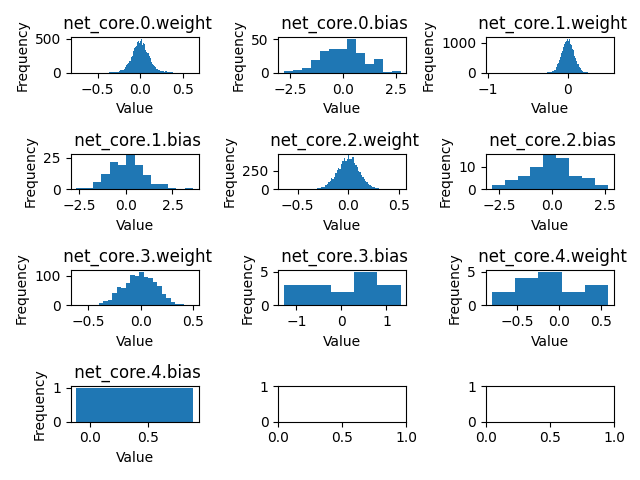 net_core.0.weight
Frequency
500
0
−0.5
0.0
0.5
Value
net_core.0.bias
Frequency
50
0
−2.5
0.0
2.5
Value
net_core.1.weight
Frequency
1000
0
−1
0
Value
net_core.1.bias
Frequency
25
0
−2.5
0.0
2.5
Value
net_core.2.weight
Frequency
250
0
−0.5
0.0
0.5
Value
net_core.2.bias
Frequency
10
0
−2.5
0.0
2.5
Value
net_core.3.weight
Frequency
100
0
−0.5
0.0
0.5
Value
net_core.3.bias
Frequency
5
0
−1
0
1
Value
net_core.4.weight
Frequency
5
0
−0.5
0.0
0.5
Value
net_core.4.bias
Frequency
1
0
0.0
0.5
Value
1
0
0.0
0.5
1.0
1
0
0.0
0.5
1.0